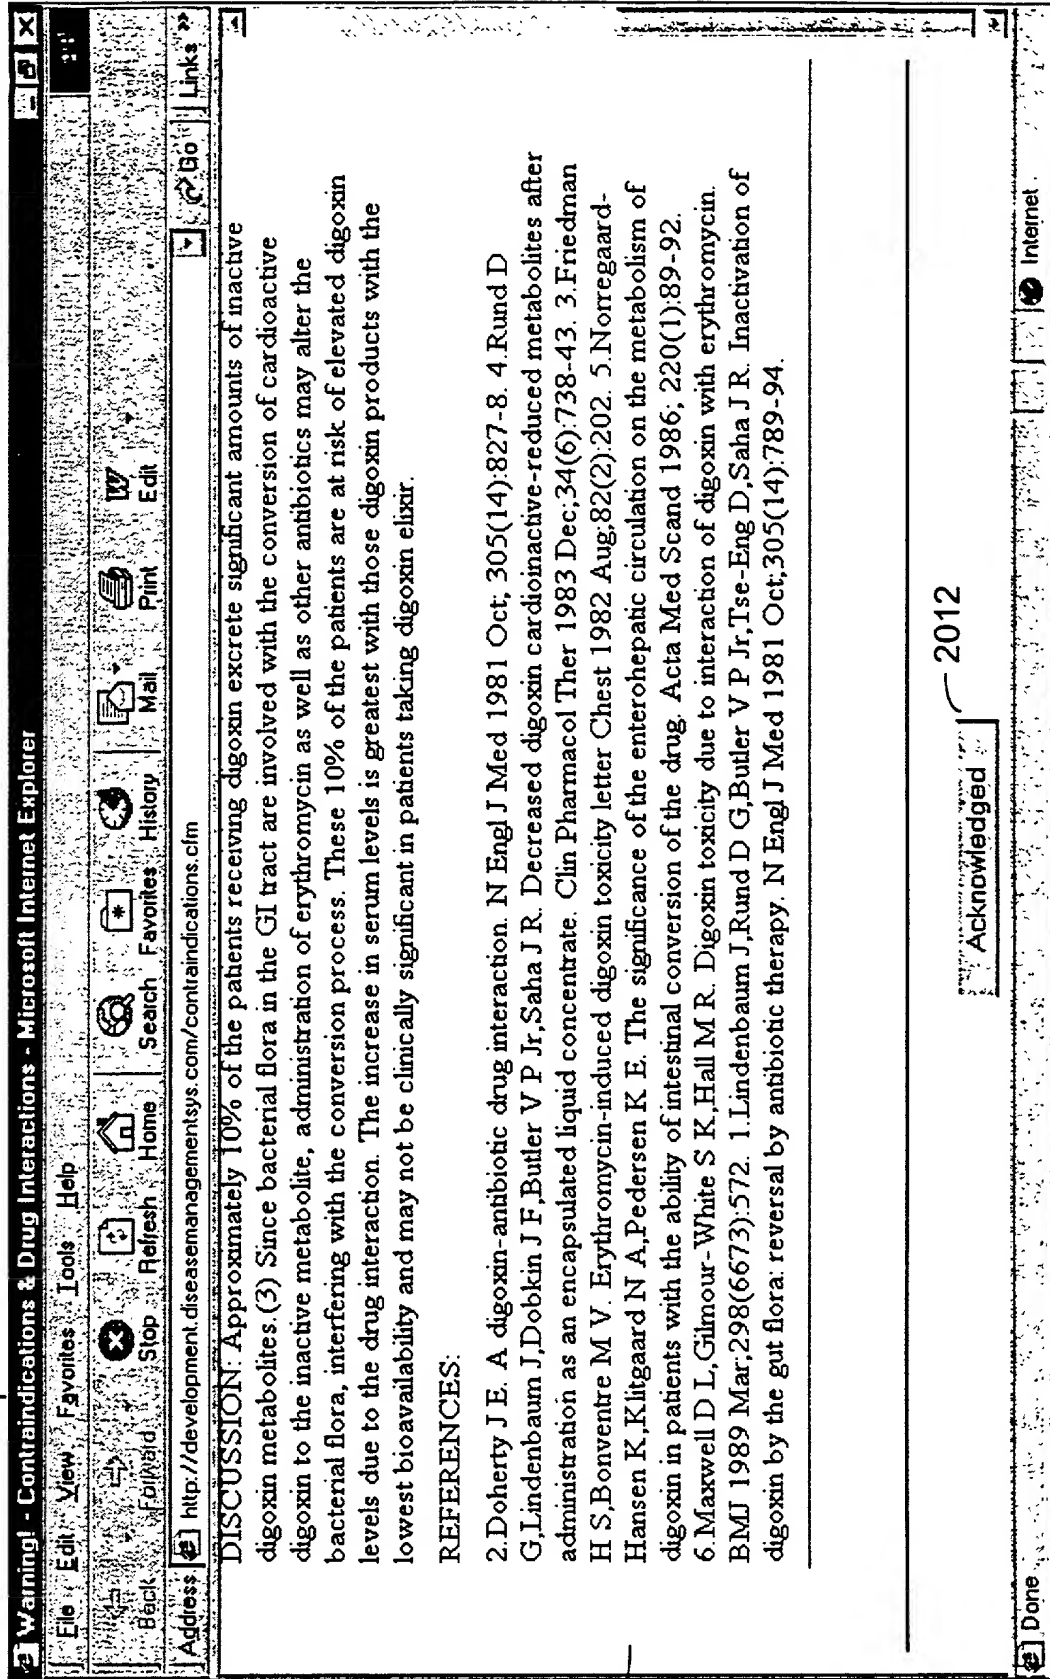 Warning! - Contraindications & Drug Interactions - Microsoft Internet Explorer
File Edit View Favorites Tools Help
Back Forward Stop Refresh Home Search Favorites History Mail Print Edit
Address http://development.diseasemanagementsys.com/contraindications.cfm Go Links »
DISCUSSION: Approximately 10% of the patients receiving digoxin excrete significant amounts of inactive
digoxin metabolites.(3) Since bacterial flora in the GI tract are involved with the conversion of cardioactive
digoxin to the inactive metabolite, administration of erythromycin as well as other antibiotics may alter the
bacterial flora, interfering with the conversion process. These 10% of the patients are at risk of elevated digoxin
levels due to the drug interaction. The increase in serum levels is greatest with those digoxin products with the
lowest bioavailability and may not be clinically significant in patients taking digoxin elixir.
REFERENCES:
2.Doherty J E. A digoxin-antibiotic drug interaction. N Engl J Med 1981 Oct; 305(14):827-8. 4.Rund D
G,Lindenbaum J,Dobkin J F,Butler V P Jr,Saha J R. Decreased digoxin cardioinactive-reduced metabolites after
administration as an encapsulated liquid concentrate. Clin Pharmacol Ther 1983 Dec;34(6):738-43. 3.Friedman
H S,Bonventre M V. Erythromycin-induced digoxin toxicity letter Chest 1982 Aug;82(2):202. 5.Norregaard-
Hansen K,Klitgaard N A,Pedersen K E. The significance of the enterohepatic circulation on the metabolism of
digoxin in patients with the ability of intestinal conversion of the drug. Acta Med Scand 1986; 220(1):89-92.
6.Maxwell D L,Gilmour-White S K,Hall M R. Digoxin toxicity due to interaction of digoxin with erythromycin.
BMJ 1989 Mar;298(6673):572. 1.Lindenbaum J,Rund D G,Butler V P Jr,Tse-Eng D,Saha J R. Inactivation of
digoxin by the gut flora: reversal by antibiotic therapy. N Engl J Med 1981 Oct;305(14):789-94.
Acknowledged 2012
Done Internet